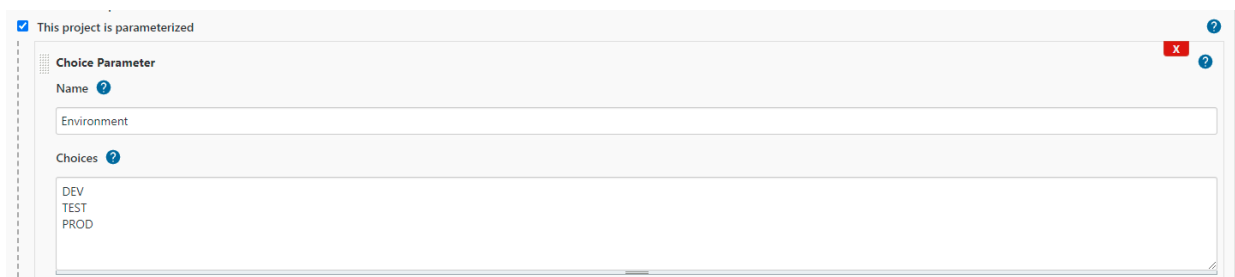 This project is parameterized
?
X
Choice Parameter
?
Name ?
Environment
Choices ?
DEV
TEST
PROD